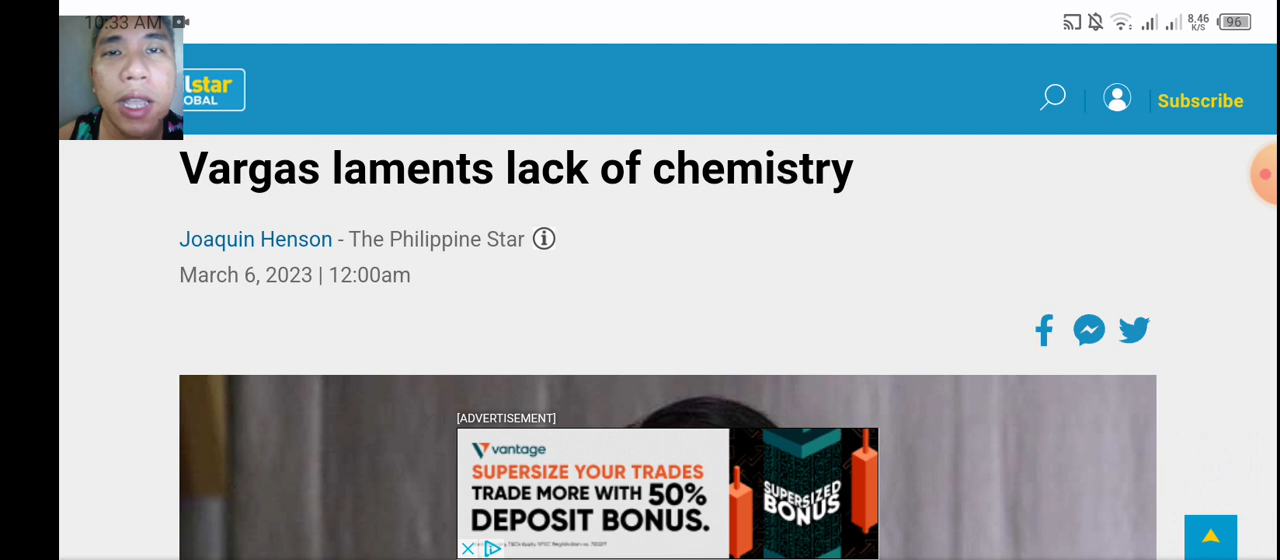 10:33 AM
8.46
K/S
96
lstar
OBAL
Subscribe
Vargas laments lack of chemistry
Joaquin Henson - The Philippine Star
March 6, 2023 | 12:00am
[ADVERTISEMENT]
vantage
SUPERSIZE YOUR TRADES
TRADE MORE WITH 50%
DEPOSIT BONUS.
SUPERSIZED
BONUS